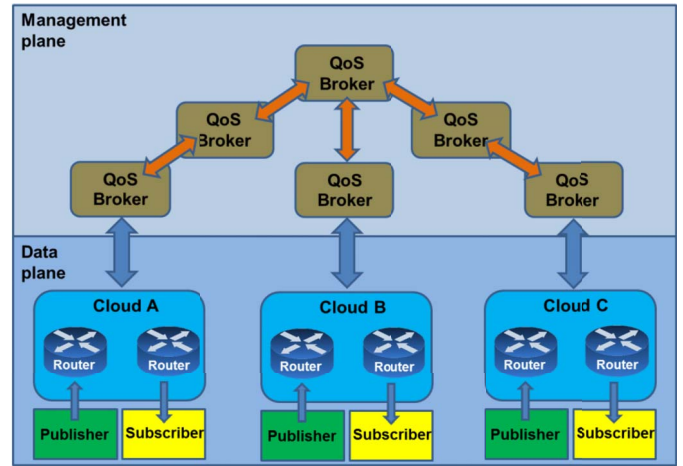 Management
plane
QoS
Broker
QoS
Broker
QoS
Broker
QoS
Broker
QoS
Broker
QoS
Broker
Data
plane
Cloud A
Router
Router
Publisher
Subscriber
Cloud B
Router
Router
Publisher
Subscriber
Cloud C
Router
Router
Publisher
Subscriber